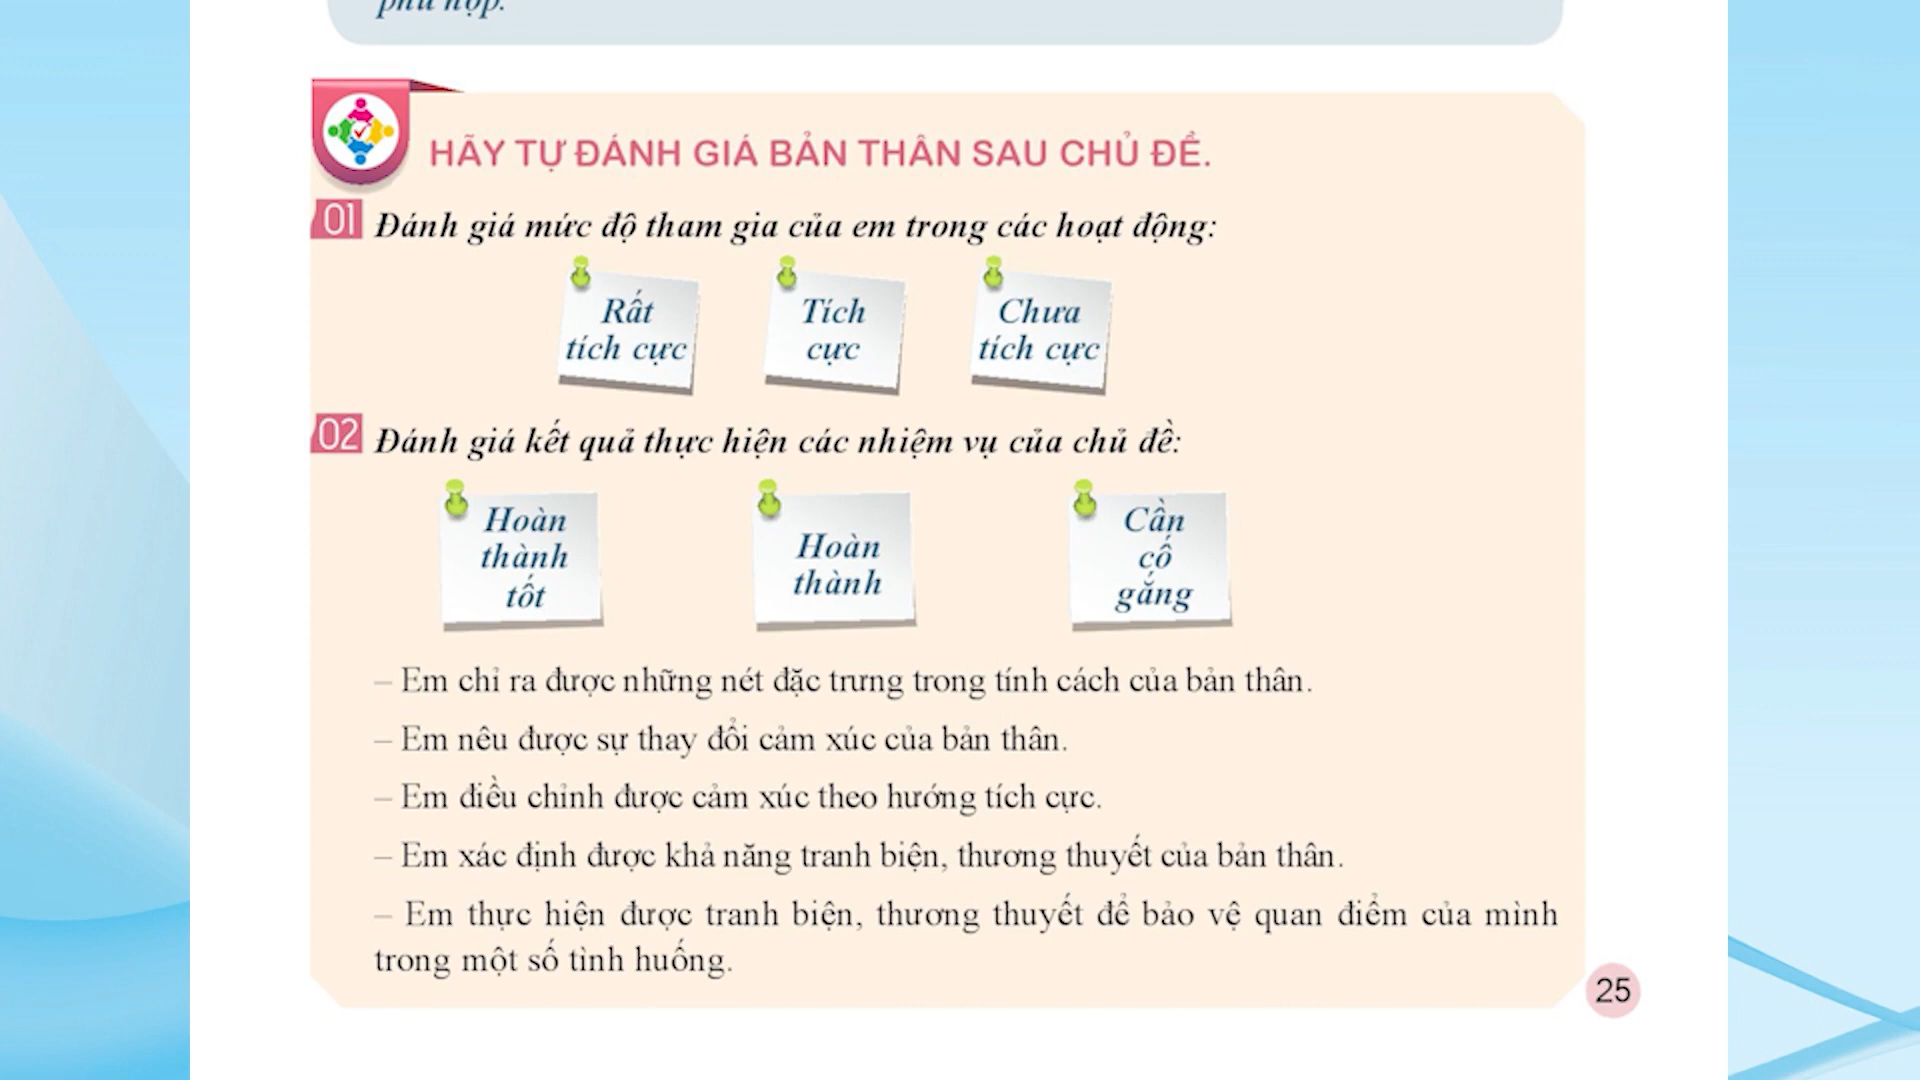 phù hợp.
HÃY TỰ ĐÁNH GIÁ BẢN THÂN SAU CHỦ ĐỀ.
01 Đánh giá mức độ tham gia của em trong các hoạt động:
Rất
tích cực
Tích
cực
Chưa
tích cực
02 Đánh giá kết quả thực hiện các nhiệm vụ của chủ đề:
Hoàn
thành
tốt
Hoàn
thành
Cần
cố
gắng
– Em chỉ ra được những nét đặc trưng trong tính cách của bản thân.
– Em nêu được sự thay đổi cảm xúc của bản thân.
– Em điều chỉnh được cảm xúc theo hướng tích cực.
– Em xác định được khả năng tranh biện, thương thuyết của bản thân.
– Em thực hiện được tranh biện, thương thuyết để bảo vệ quan điểm của mình
trong một số tình huống.
25